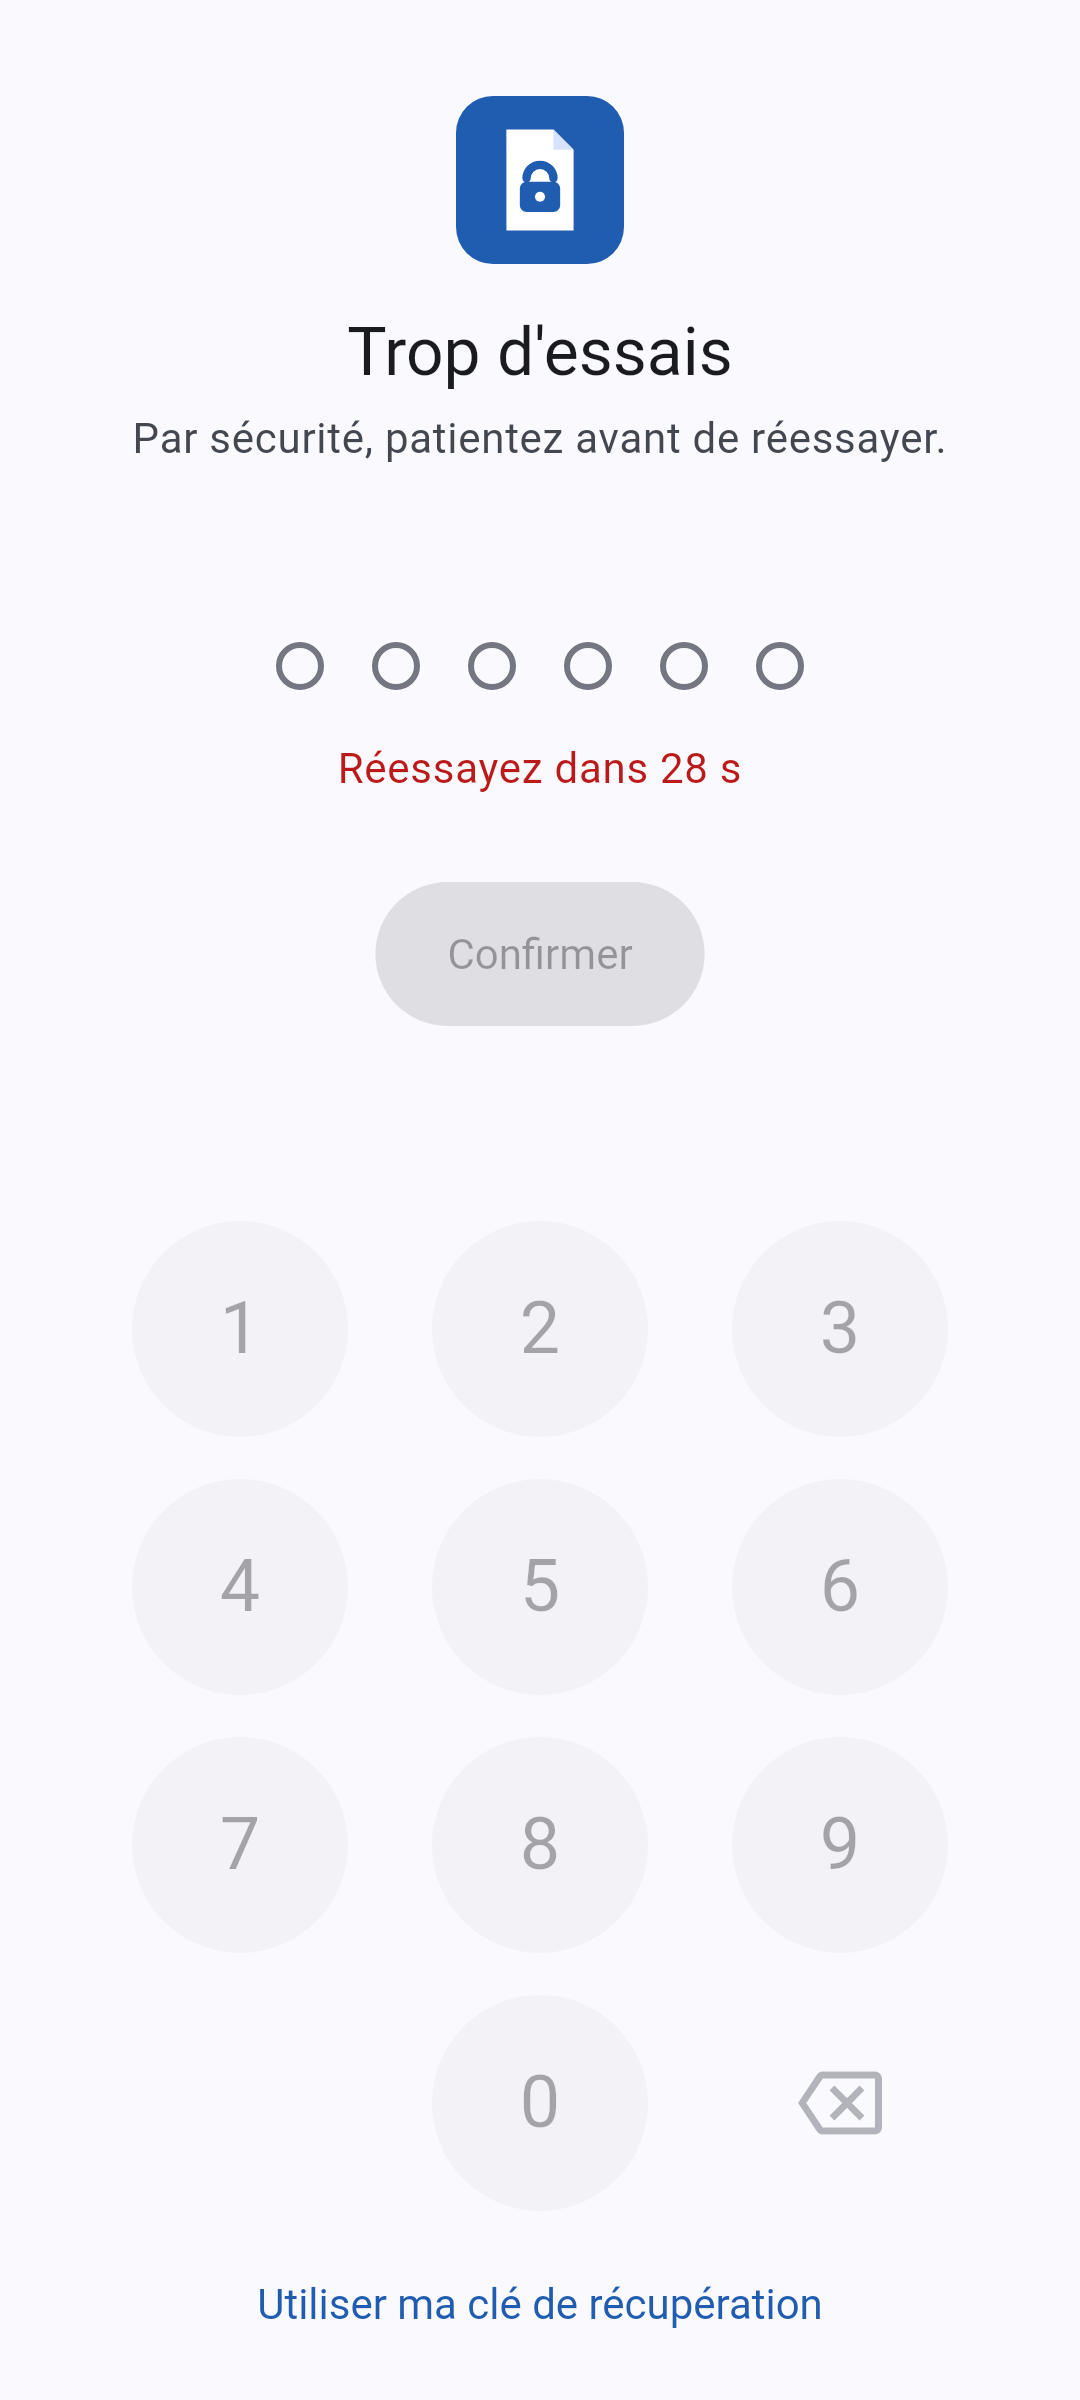 Trop d'essais
Par sécurité, patientez avant de réessayer.
Réessayez dans 28 s
Confirmer
1 2 3
4 5 6
7 8 9
0
Utiliser ma clé de récupération